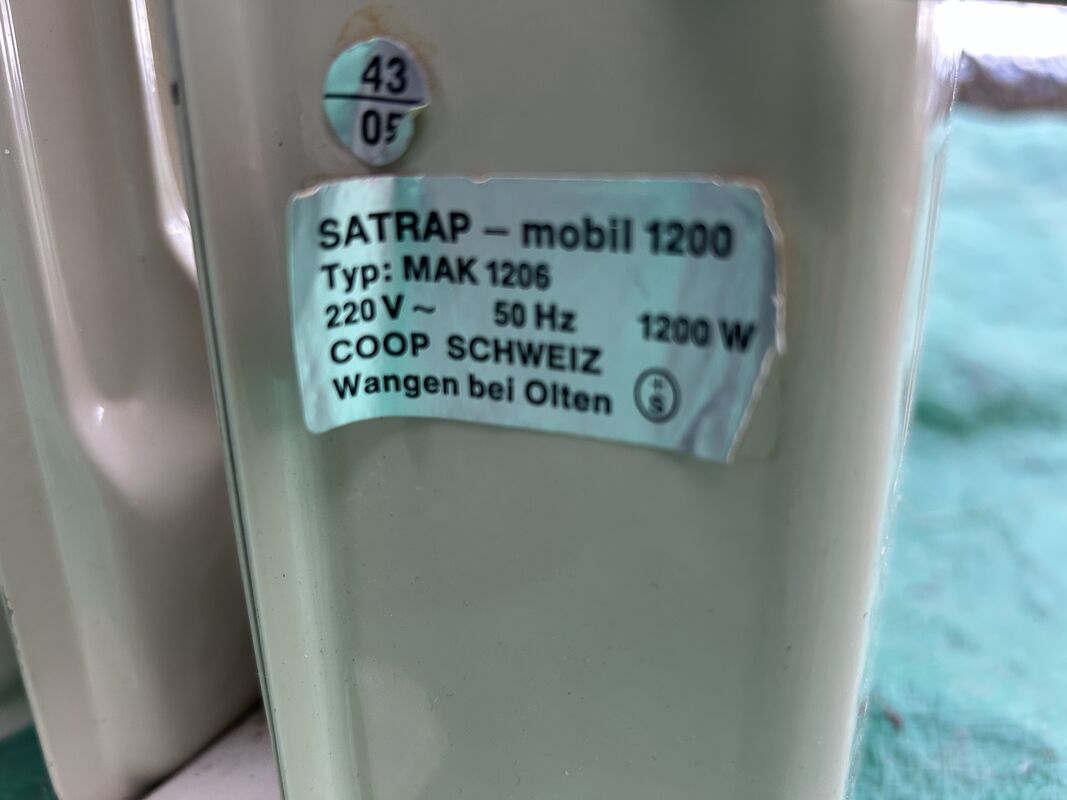 43
05
SATRAP – mobil 1200
Typ: MAK 1206
220 V ~ 50 Hz 1200 W
COOP SCHWEIZ
Wangen bei Olten +S